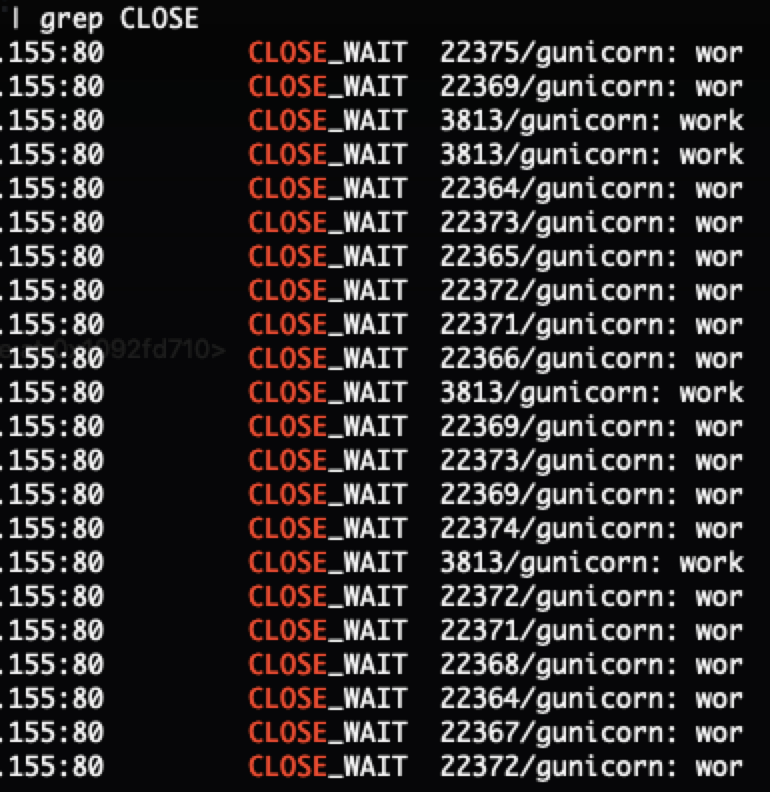 | grep CLOSE
.155:80 CLOSE_WAIT 22375/gunicorn: wor
.155:80 CLOSE_WAIT 22369/gunicorn: wor
.155:80 CLOSE_WAIT 3813/gunicorn: work
.155:80 CLOSE_WAIT 3813/gunicorn: work
.155:80 CLOSE_WAIT 22364/gunicorn: wor
.155:80 CLOSE_WAIT 22373/gunicorn: wor
.155:80 CLOSE_WAIT 22365/gunicorn: wor
.155:80 CLOSE_WAIT 22372/gunicorn: wor
.155:80 CLOSE_WAIT 22371/gunicorn: wor
.155:80 CLOSE_WAIT 22366/gunicorn: wor
.155:80 CLOSE_WAIT 3813/gunicorn: work
.155:80 CLOSE_WAIT 22369/gunicorn: wor
.155:80 CLOSE_WAIT 22373/gunicorn: wor
.155:80 CLOSE_WAIT 22369/gunicorn: wor
.155:80 CLOSE_WAIT 22374/gunicorn: wor
.155:80 CLOSE_WAIT 3813/gunicorn: work
.155:80 CLOSE_WAIT 22372/gunicorn: wor
.155:80 CLOSE_WAIT 22371/gunicorn: wor
.155:80 CLOSE_WAIT 22368/gunicorn: wor
.155:80 CLOSE_WAIT 22364/gunicorn: wor
.155:80 CLOSE_WAIT 22367/gunicorn: wor
.155:80 CLOSE_WAIT 22372/gunicorn: wor